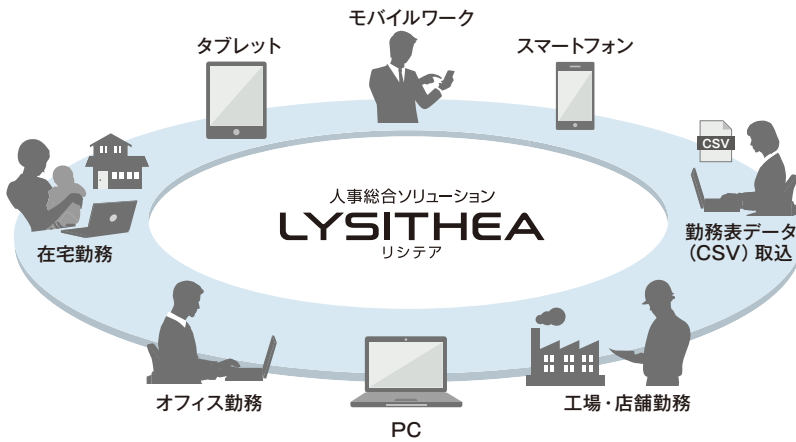 モバイルワーク
タブレット
スマートフォン
CSV
人事総合ソリューション
LYSITHEA
リシテア
在宅勤務
勤務表データ
（CSV）取込
オフィス勤務
工場・店舗勤務
PC